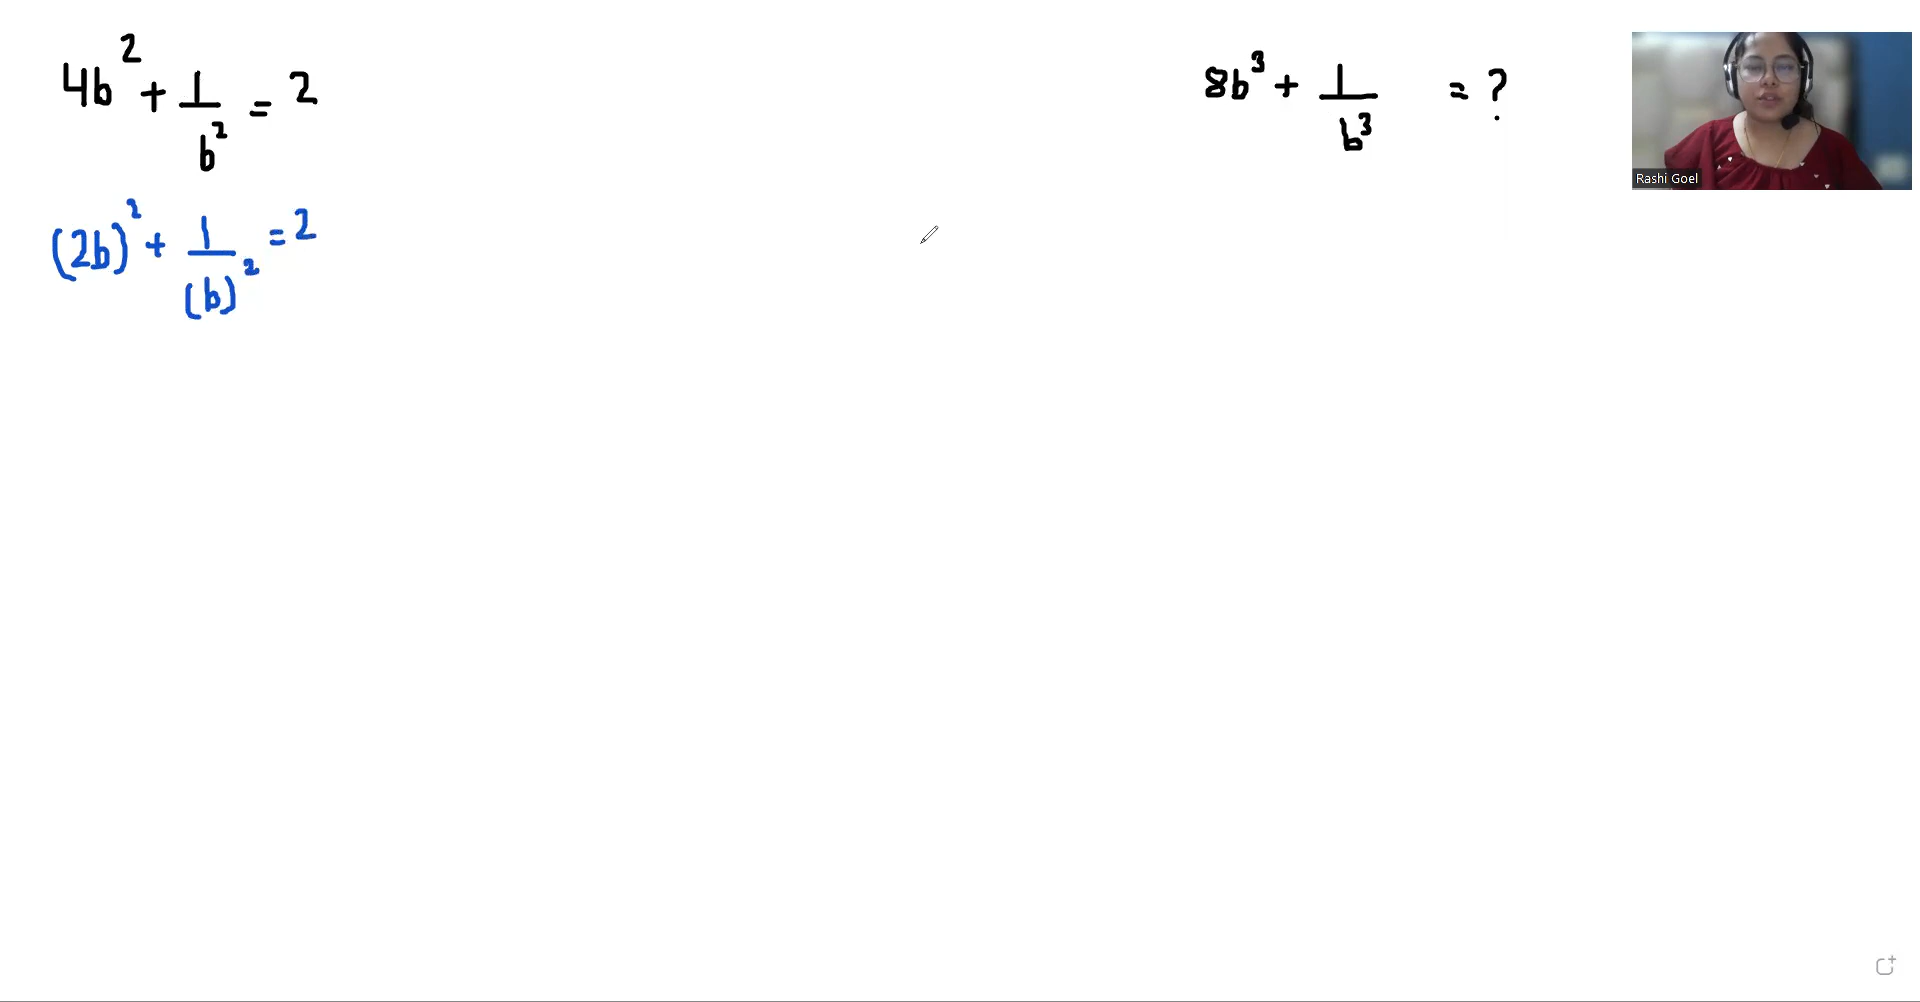 4b² + 1/b² = 2
8b³ + 1/b³ = ?
Rashi Goel
(2b)² + 1/(b)² = 2